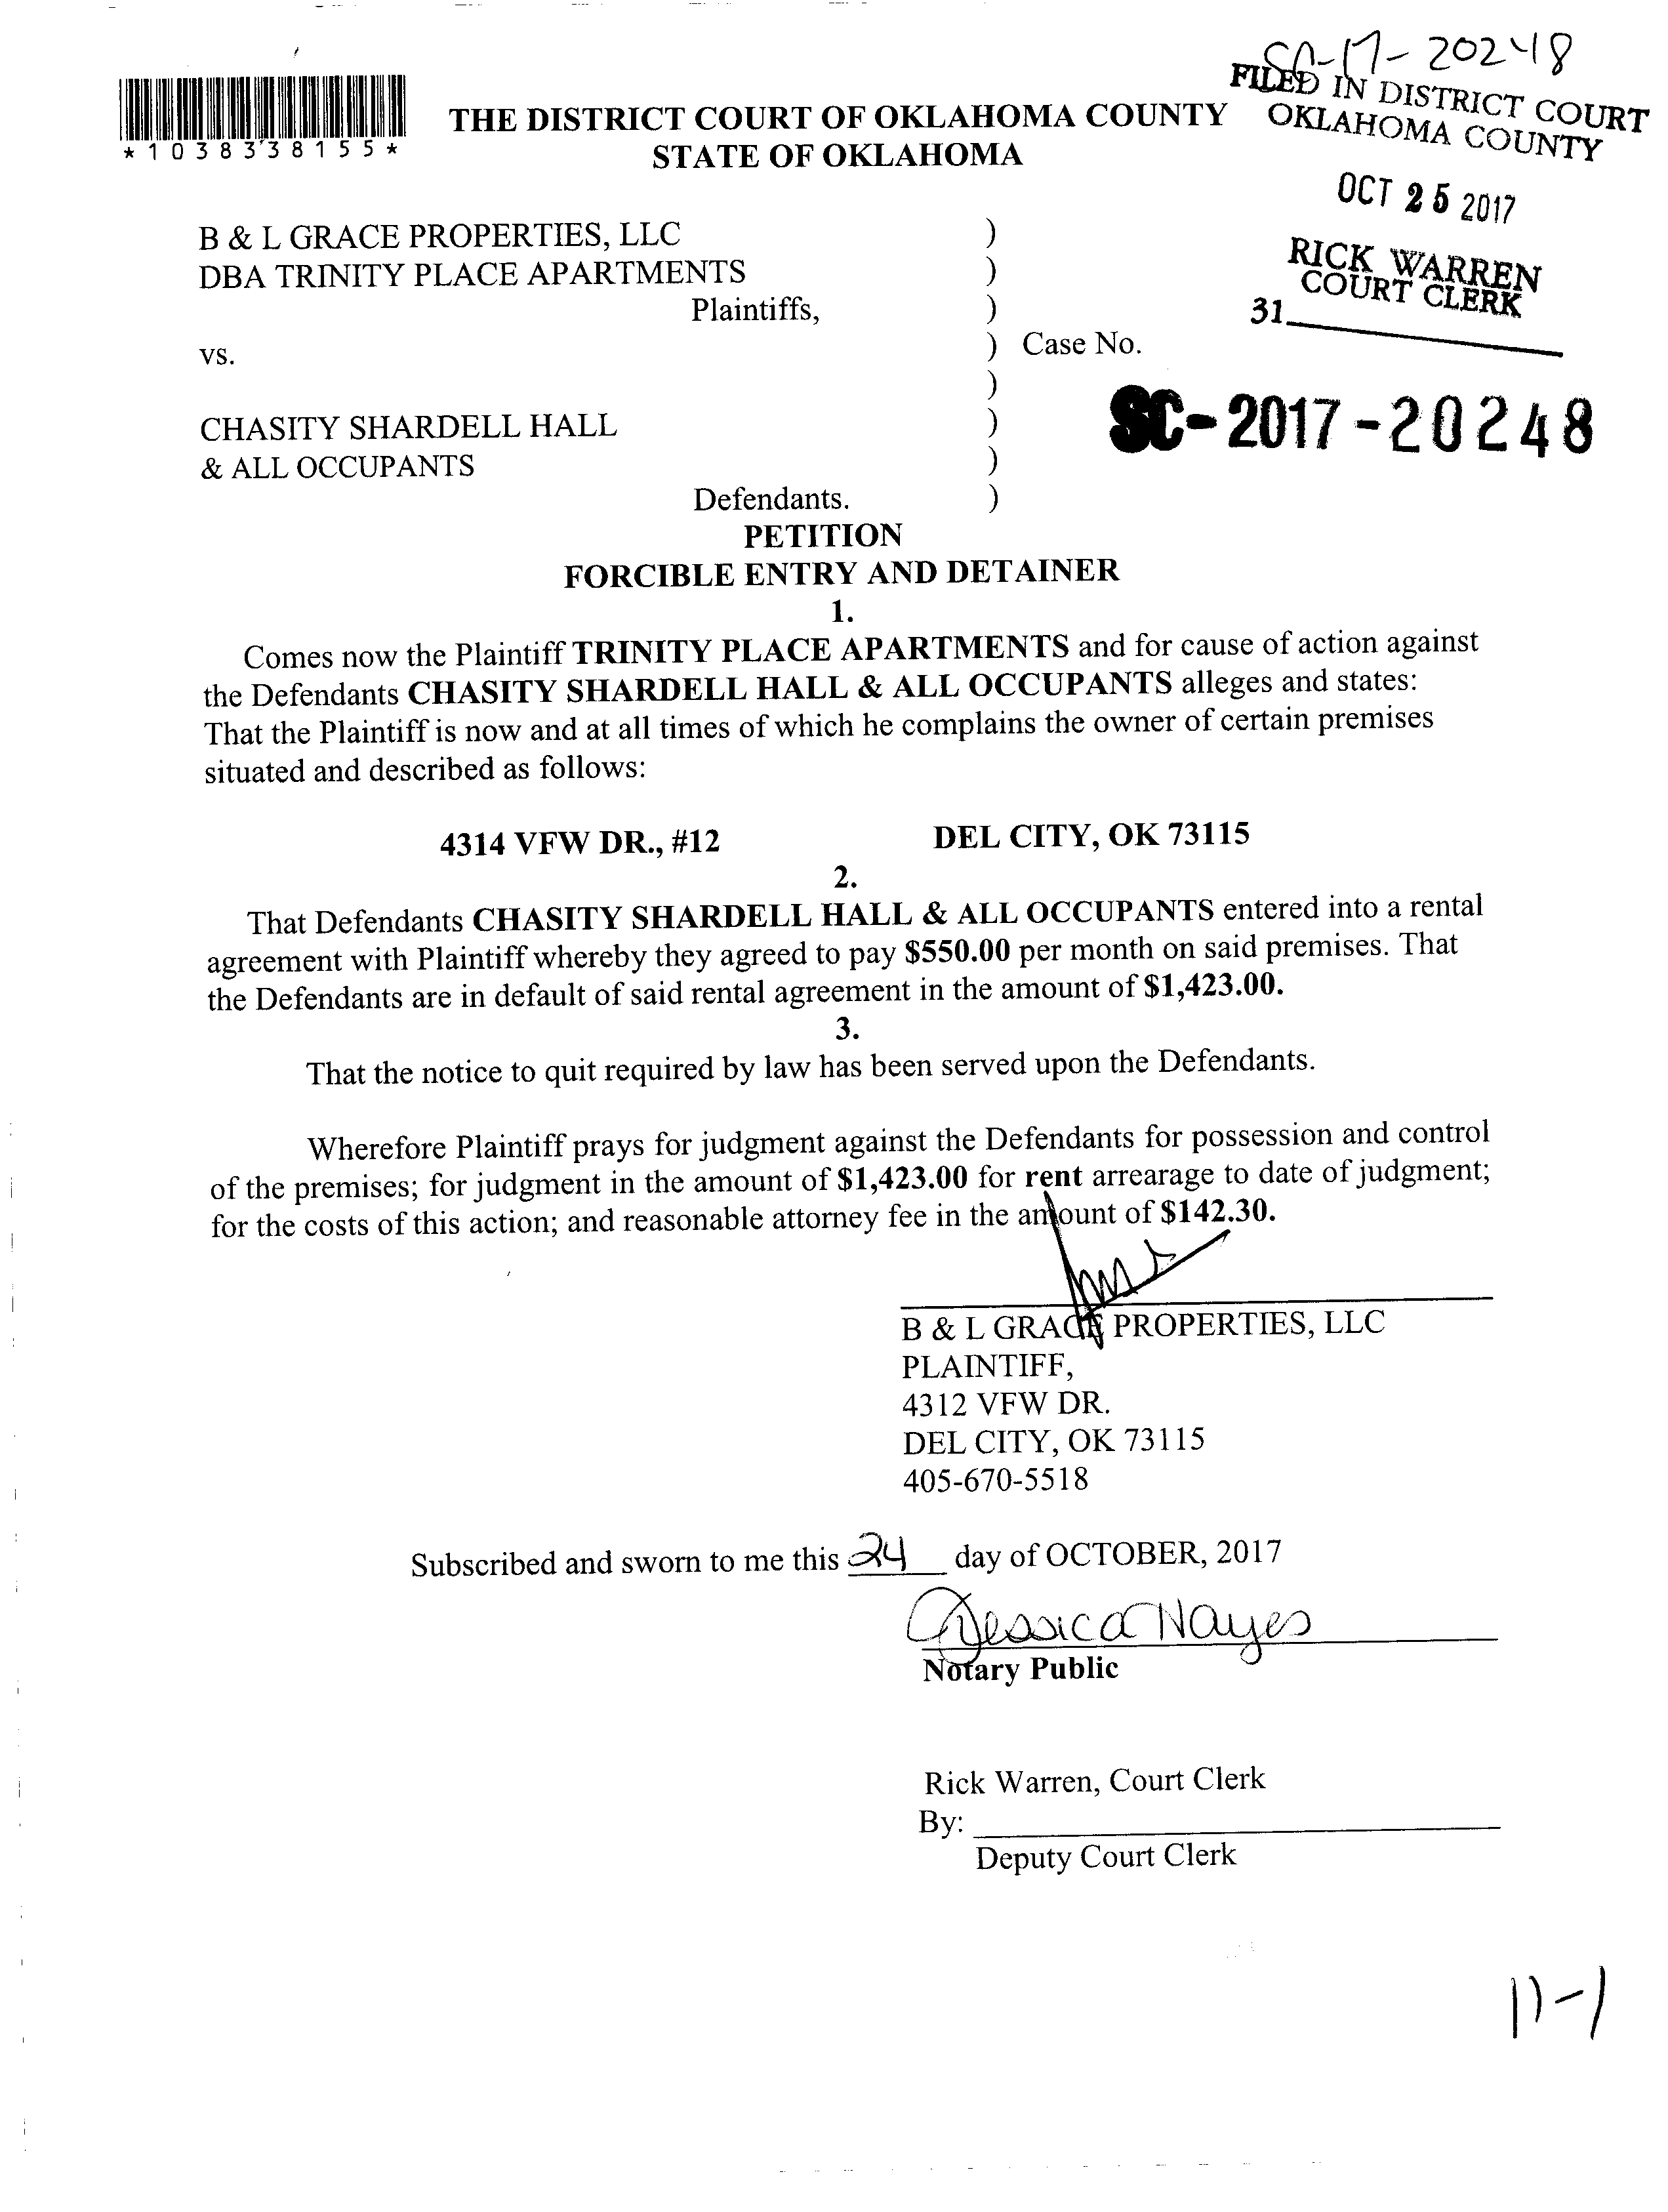 SC-17-20248
FILED IN DISTRICT COURT
OKLAHOMA COUNTY
*1038338155*
THE DISTRICT COURT OF OKLAHOMA COUNTY
STATE OF OKLAHOMA
OCT 25 2017
RICK WARREN
COURT CLERK
31
B & L GRACE PROPERTIES, LLC )
DBA TRINITY PLACE APARTMENTS )
Plaintiffs, )
vs. ) Case No.
)
SC-2017-20248
CHASITY SHARDELL HALL )
& ALL OCCUPANTS )
Defendants. )
PETITION
FORCIBLE ENTRY AND DETAINER
1.
Comes now the Plaintiff TRINITY PLACE APARTMENTS and for cause of action against
the Defendants CHASITY SHARDELL HALL & ALL OCCUPANTS alleges and states:
That the Plaintiff is now and at all times of which he complains the owner of certain premises
situated and described as follows:
4314 VFW DR., #12 DEL CITY, OK 73115
2.
That Defendants CHASITY SHARDELL HALL & ALL OCCUPANTS entered into a rental
agreement with Plaintiff whereby they agreed to pay $550.00 per month on said premises. That
the Defendants are in default of said rental agreement in the amount of $1,423.00.
3.
That the notice to quit required by law has been served upon the Defendants.
Wherefore Plaintiff prays for judgment against the Defendants for possession and control
of the premises; for judgment in the amount of $1,423.00 for rent arrearage to date of judgment;
for the costs of this action; and reasonable attorney fee in the amount of $142.30.
B & L GRACE PROPERTIES, LLC
PLAINTIFF,
4312 VFW DR.
DEL CITY, OK 73115
405-670-5518
Subscribed and sworn to me this 24 day of OCTOBER, 2017
Jessica Nayes
Notary Public
Rick Warren, Court Clerk
By:
Deputy Court Clerk
11-1